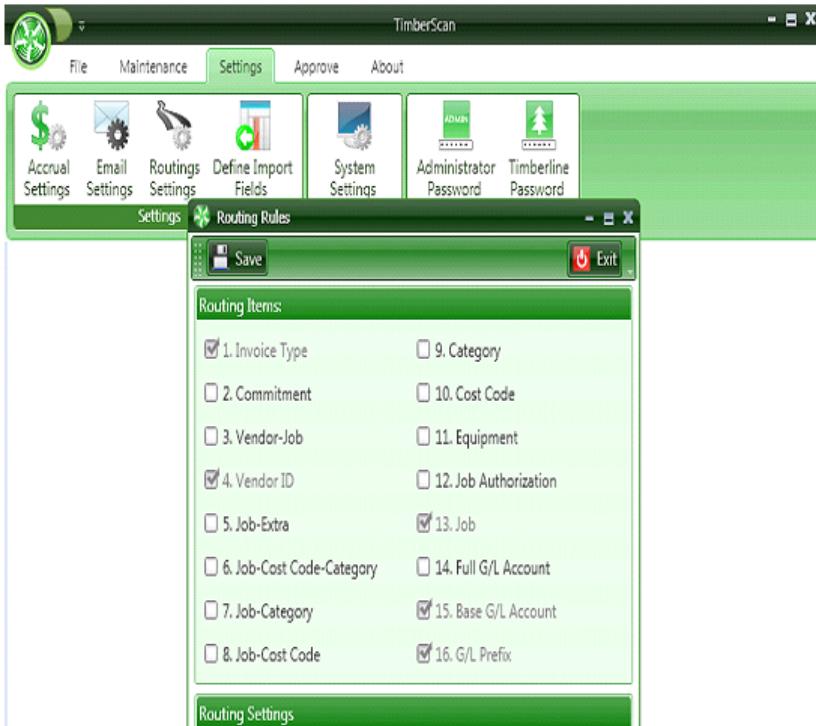 TimberScan
File Maintenance Settings Approve About
Accrual Settings
Email Settings
Routings Settings
Define Import Fields
System Settings
ADMIN
Administrator Password
Timberline Password
Settings
Routing Rules
Save
Exit
Routing Items:
1. Invoice Type
2. Commitment
3. Vendor-Job
4. Vendor ID
5. Job-Extra
6. Job-Cost Code-Category
7. Job-Category
8. Job-Cost Code
9. Category
10. Cost Code
11. Equipment
12. Job Authorization
13. Job
14. Full G/L Account
15. Base G/L Account
16. G/L Prefix
Routing Settings